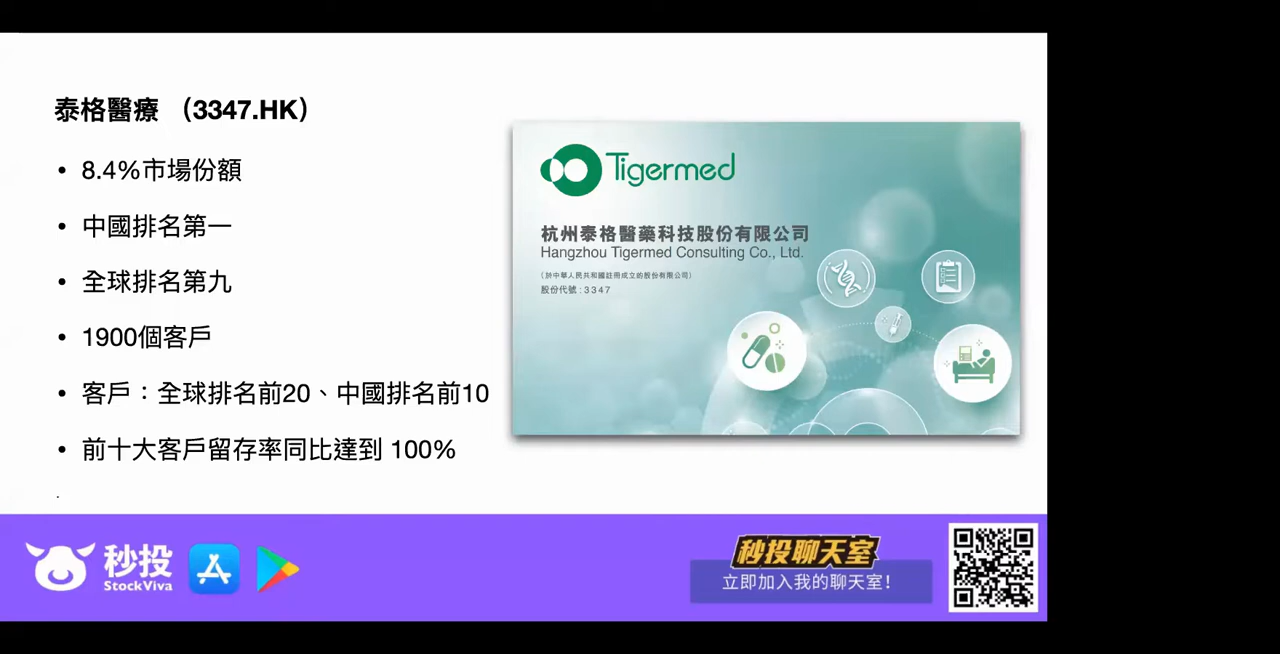 泰格醫療 （3347.HK）
• 8.4%市場份額
• 中國排名第一
• 全球排名第九
• 1900個客戶
• 客戶：全球排名前20、中國排名前10
• 前十大客戶留存率同比達到 100%
.
Tigermed
杭州泰格醫藥科技股份有限公司
Hangzhou Tigermed Consulting Co., Ltd.
（於中華人民共和國註冊成立的股份有限公司）
股份代號 : 3347
秒投
StockViva
秒投聊天室
立即加入我的聊天室！